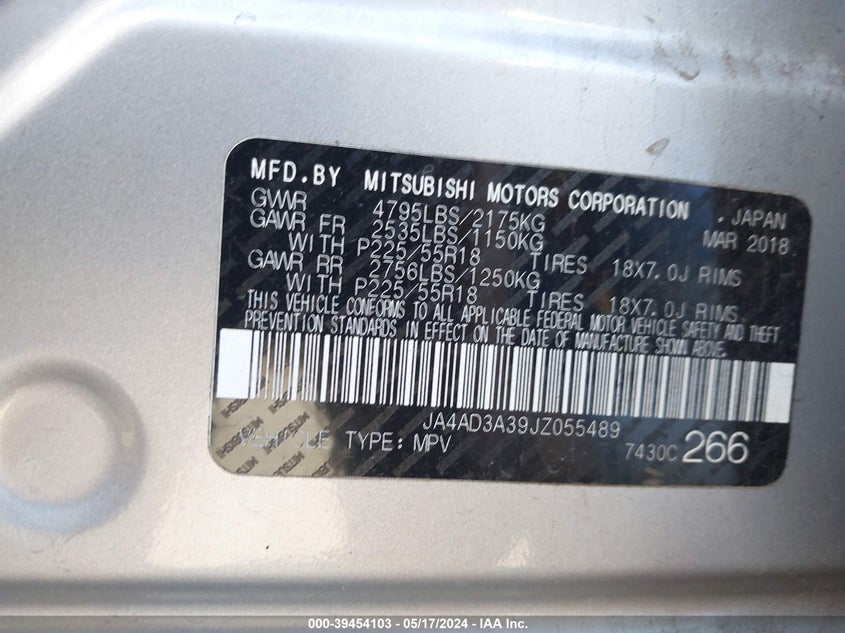 MFD.BY MITSUBISHI MOTORS CORPORATION . JAPAN
GVWR 4795LBS/2175KG MAR 2018
GAWR FR 2535LBS/1150KG
WITH P225/55R18 TIRES 18X7.0J RIMS
GAWR RR 2756LBS/1250KG
WITH P225/55R18 TIRES 18X7.0J RIMS
THIS VEHICLE CONFORMS TO ALL APPLICABLE FEDERAL MOTOR VEHICLE SAFETY AND THEFT
PREVENTION STANDARDS IN EFFECT ON THE DATE OF MANUFACTURE SHOWN ABOVE.
JA4AD3A39JZ055489
VEHICLE TYPE: MPV 7430C 266
000-39454103 - 05/17/2024 - IAA Inc.